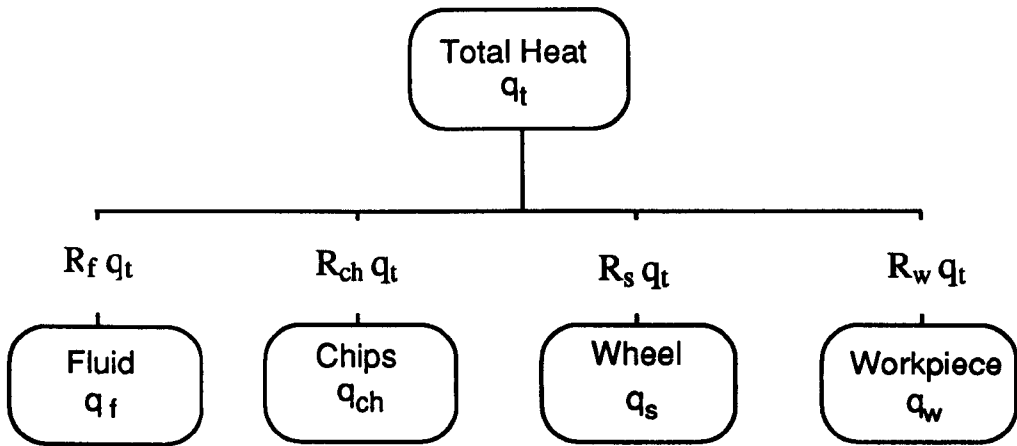 Total Heat
qt
Rf qt
Rch qt
Rs qt
Rw qt
Fluid
qf
Chips
qch
Wheel
qs
Workpiece
qw